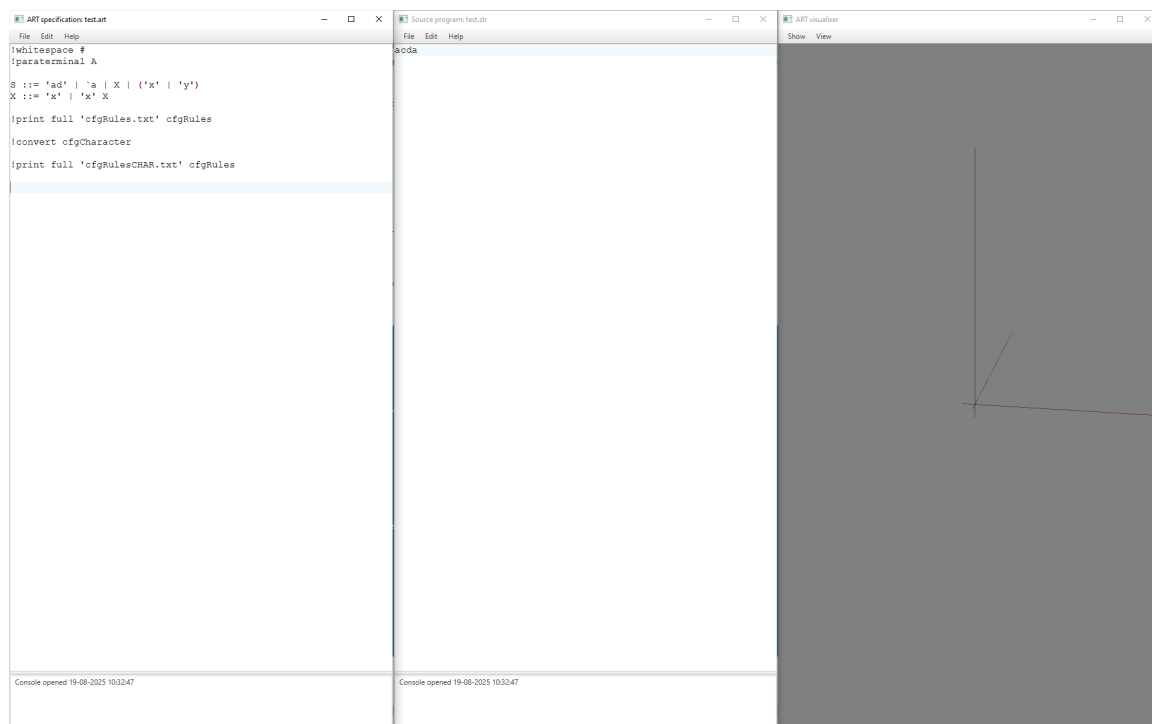 ART specification: test.art
File Edit Help
!whitespace #
!paraterminal A
S ::= 'ad' | `a | X | ('x' | 'y')
X ::= 'x' | 'x' X
!print full 'cfgRules.txt' cfgRules
!convert cfgCharacter
!print full 'cfgRulesCHAR.txt' cfgRules
Console opened 19-08-2025 10:32:47
Source program: test.str
File Edit Help
acda
Console opened 19-08-2025 10:32:47
ART visualiser
Show View